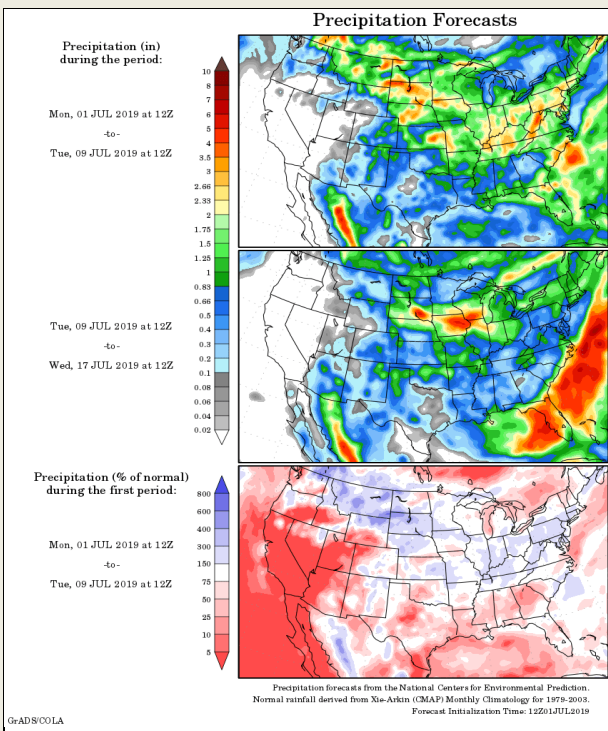 Precipitation Forecasts
Precipitation (in)
during the period:
Mon, 01 JUL 2019 at 12Z
-to-
Tue, 09 JUL 2019 at 12Z
10
8
7
6
5
4
3.5
3
2.66
2.33
2
1.75
1.5
1.25
1
0.83
0.66
0.5
0.4
0.3
0.2
0.1
0.08
0.06
0.04
0.02
Tue, 09 JUL 2019 at 12Z
-to-
Wed, 17 JUL 2019 at 12Z
Precipitation (% of normal)
during the first period:
Mon, 01 JUL 2019 at 12Z
-to-
Tue, 09 JUL 2019 at 12Z
800
600
400
300
150
75
50
25
10
5
Precipitation forecasts from the National Centers for Environmental Prediction.
Normal rainfall derived from Xie-Arkin (CMAP) Monthly Climatology for 1979-2003.
Forecast Initialization Time: 12Z01JUL2019
GrADS/COLA